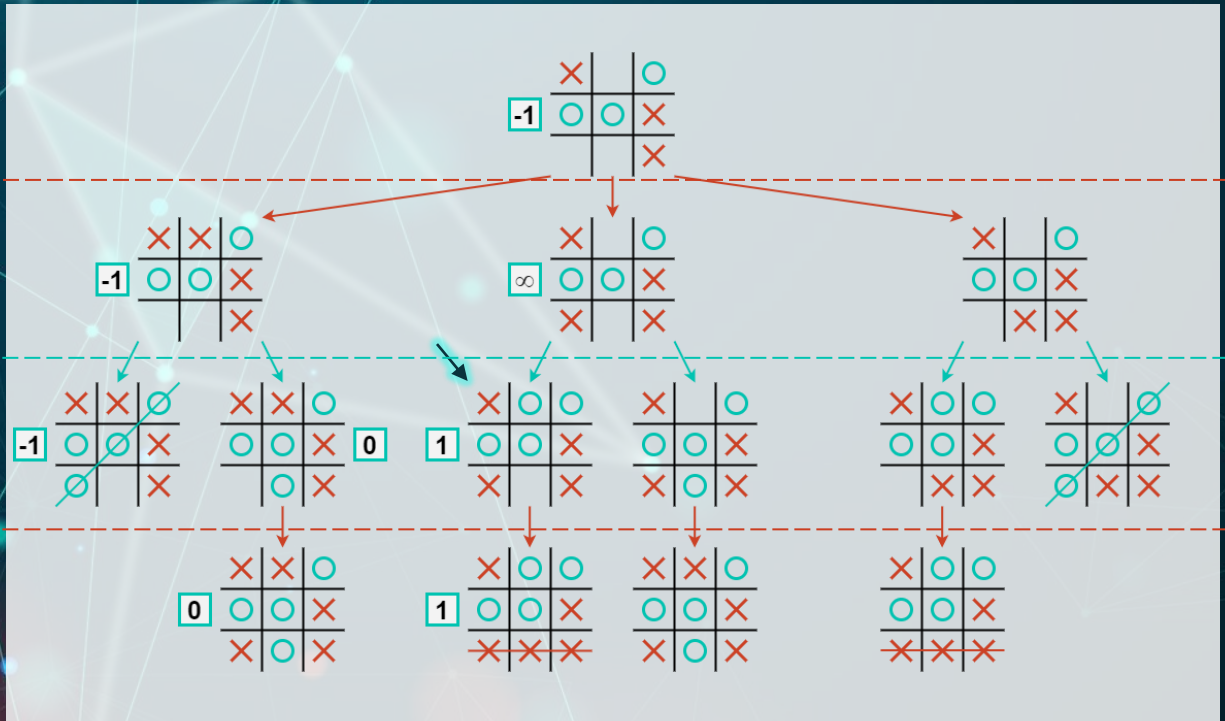 X O
-1 O O X
X
X X O
-1 O O X
X
X O
∞ O O X
X X
X O
O O X
X X
X X O
-1 O O X
O X
X X O
O O X 0
O X
X O O
1 O O X
X X
X O
O O X
X O X
X O O
O O X
X X
X O
O O X
O X X
X X O
0 O O X
X O X
X O O
1 O O X
X X X
X X O
O O X
X O X
X O O
O O X
X X X